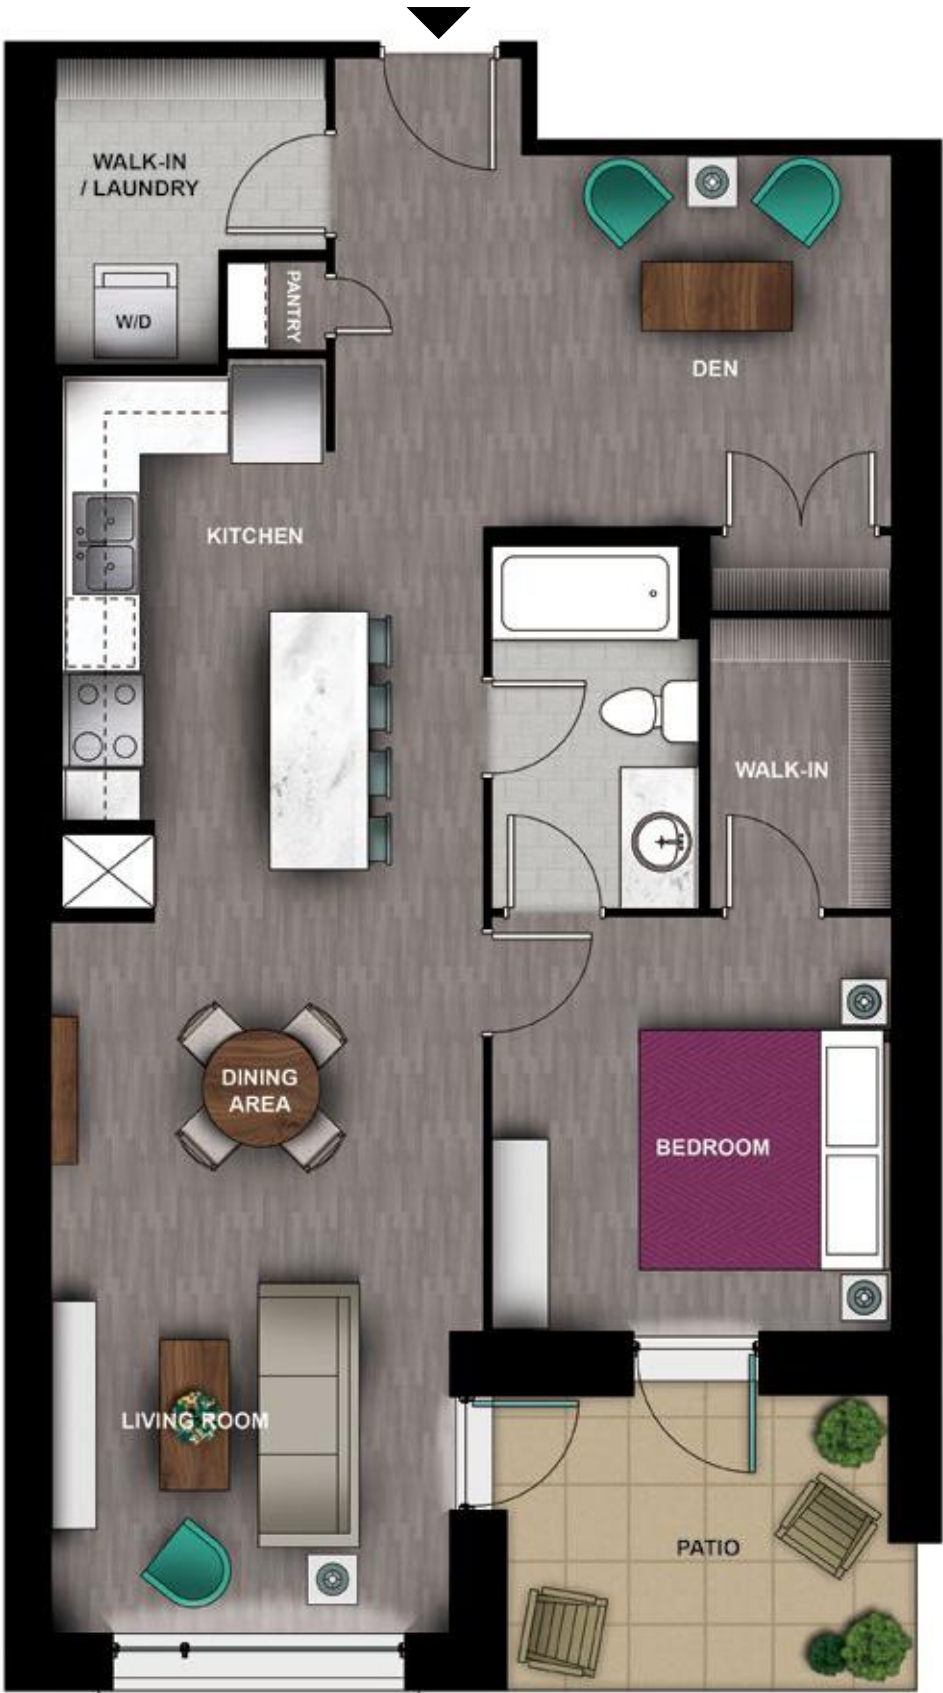 WALK-IN
/ LAUNDRY
W/D
PANTRY
DEN
KITCHEN
WALK-IN
DINING
AREA
BEDROOM
LIVING ROOM
PATIO